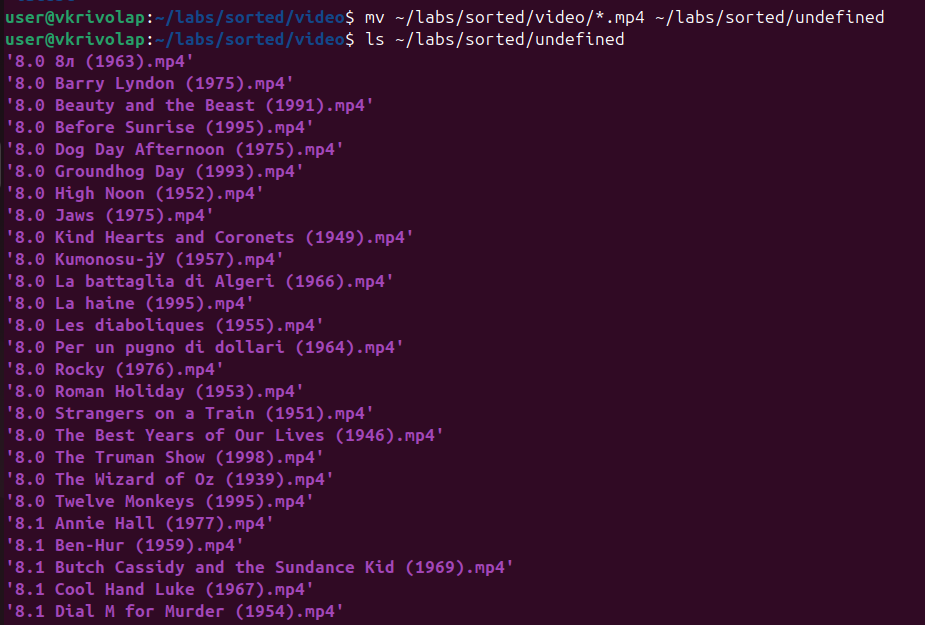 user@vkrivolap:~/labs/sorted/video$ mv ~/labs/sorted/video/*.mp4 ~/labs/sorted/undefined
user@vkrivolap:~/labs/sorted/video$ ls ~/labs/sorted/undefined
'8.0 8л (1963).mp4'
'8.0 Barry Lyndon (1975).mp4'
'8.0 Beauty and the Beast (1991).mp4'
'8.0 Before Sunrise (1995).mp4'
'8.0 Dog Day Afternoon (1975).mp4'
'8.0 Groundhog Day (1993).mp4'
'8.0 High Noon (1952).mp4'
'8.0 Jaws (1975).mp4'
'8.0 Kind Hearts and Coronets (1949).mp4'
'8.0 Kumonosu-jУ (1957).mp4'
'8.0 La battaglia di Algeri (1966).mp4'
'8.0 La haine (1995).mp4'
'8.0 Les diaboliques (1955).mp4'
'8.0 Per un pugno di dollari (1964).mp4'
'8.0 Rocky (1976).mp4'
'8.0 Roman Holiday (1953).mp4'
'8.0 Strangers on a Train (1951).mp4'
'8.0 The Best Years of Our Lives (1946).mp4'
'8.0 The Truman Show (1998).mp4'
'8.0 The Wizard of Oz (1939).mp4'
'8.0 Twelve Monkeys (1995).mp4'
'8.1 Annie Hall (1977).mp4'
'8.1 Ben-Hur (1959).mp4'
'8.1 Butch Cassidy and the Sundance Kid (1969).mp4'
'8.1 Cool Hand Luke (1967).mp4'
'8.1 Dial M for Murder (1954).mp4'